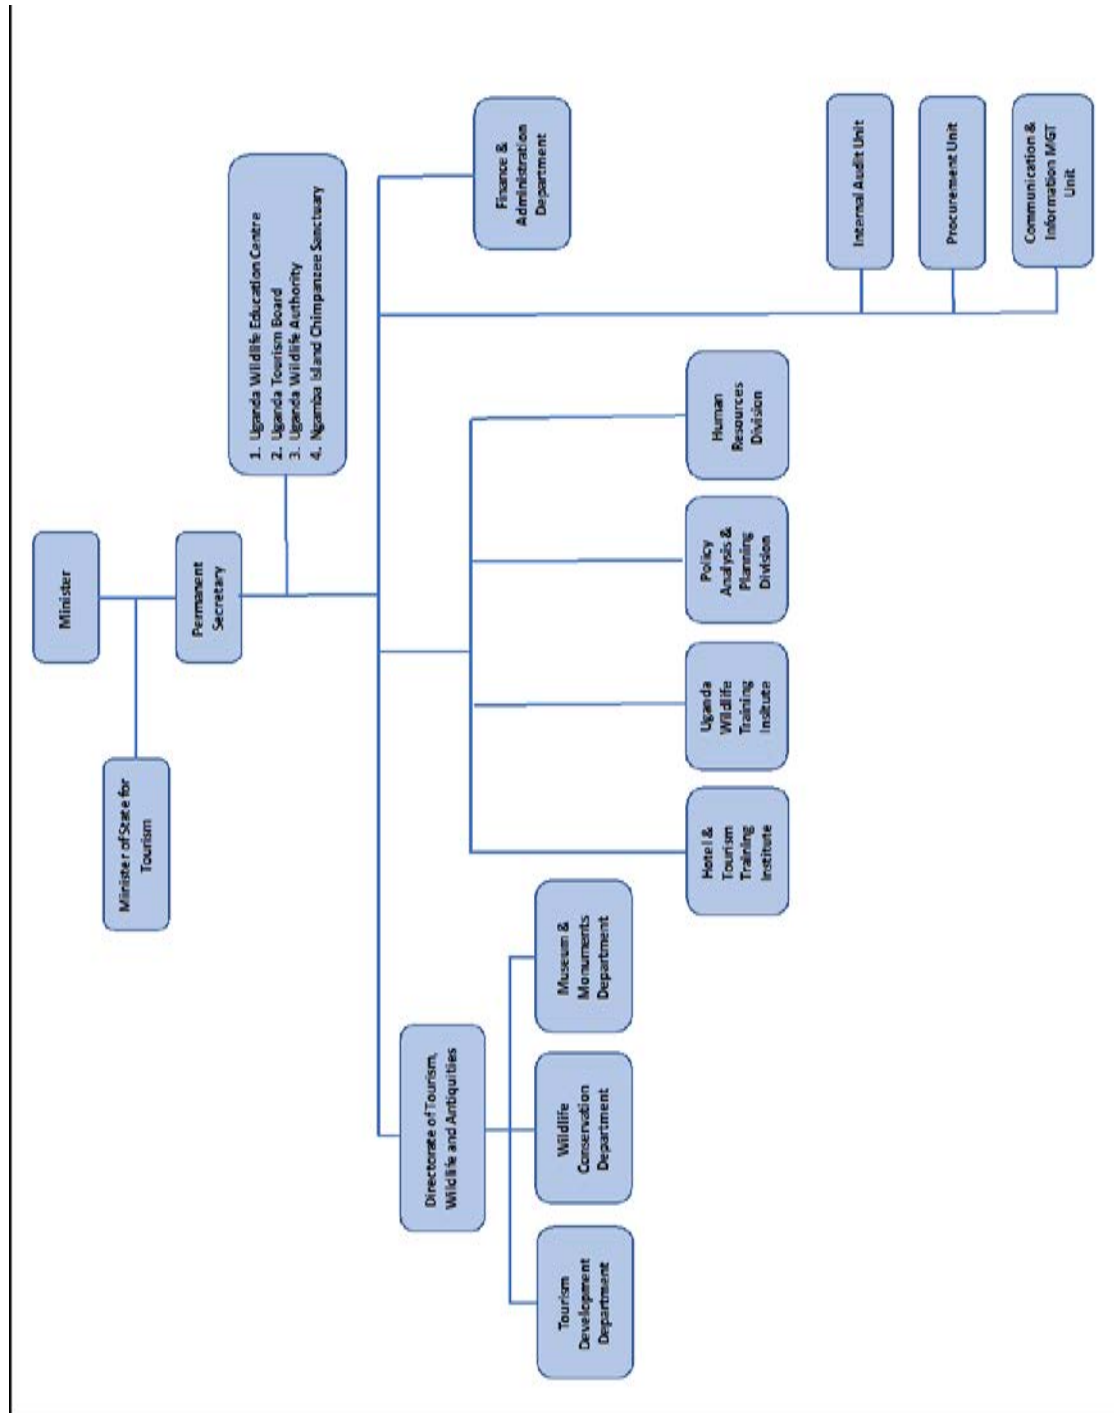 Minister
Minister of State for
Tourism
Permanent
Secretary
1. Uganda Wildlife Education Centre
2. Uganda Tourism Board
3. Uganda Wildlife Authority
4. Ngamba Island Chimpanzee Sanctuary
Directorate of Tourism,
Wildlife and Antiquities
Finance &
Administration
Department
Tourism
Development
Department
Wildlife
Conservation
Department
Museum &
Monuments
Department
Hotel &
Tourism
Training
Institute
Uganda
Wildlife
Training
Insitute
Policy
Analysis &
Planning
Division
Human
Resources
Division
Internal Audit Unit
Procurement Unit
Communication &
Information MGT
Unit